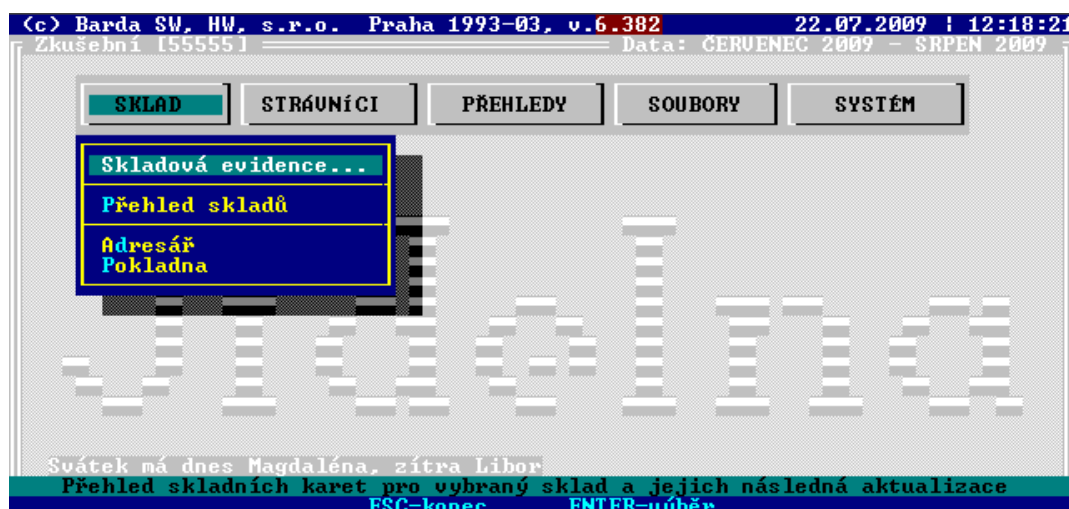 (c) Barda SW, HW, s.r.o. Praha 1993-03, v.6.382 22.07.2009 ¦ 12:18:21
Zkušební [55555] Data: ČERVENEC 2009 - SRPEN 2009
SKLAD STRÁVNíCI PŘEHLEDY SOUBORY SYSTÉM
Skladová evidence...
Přehled skladů
Adresář
Pokladna
jídelna
Svátek má dnes Magdaléna, zítra Libor
Přehled skladních karet pro vybraný sklad a jejich následná aktualizace
ESC-konec ENTER-výběr